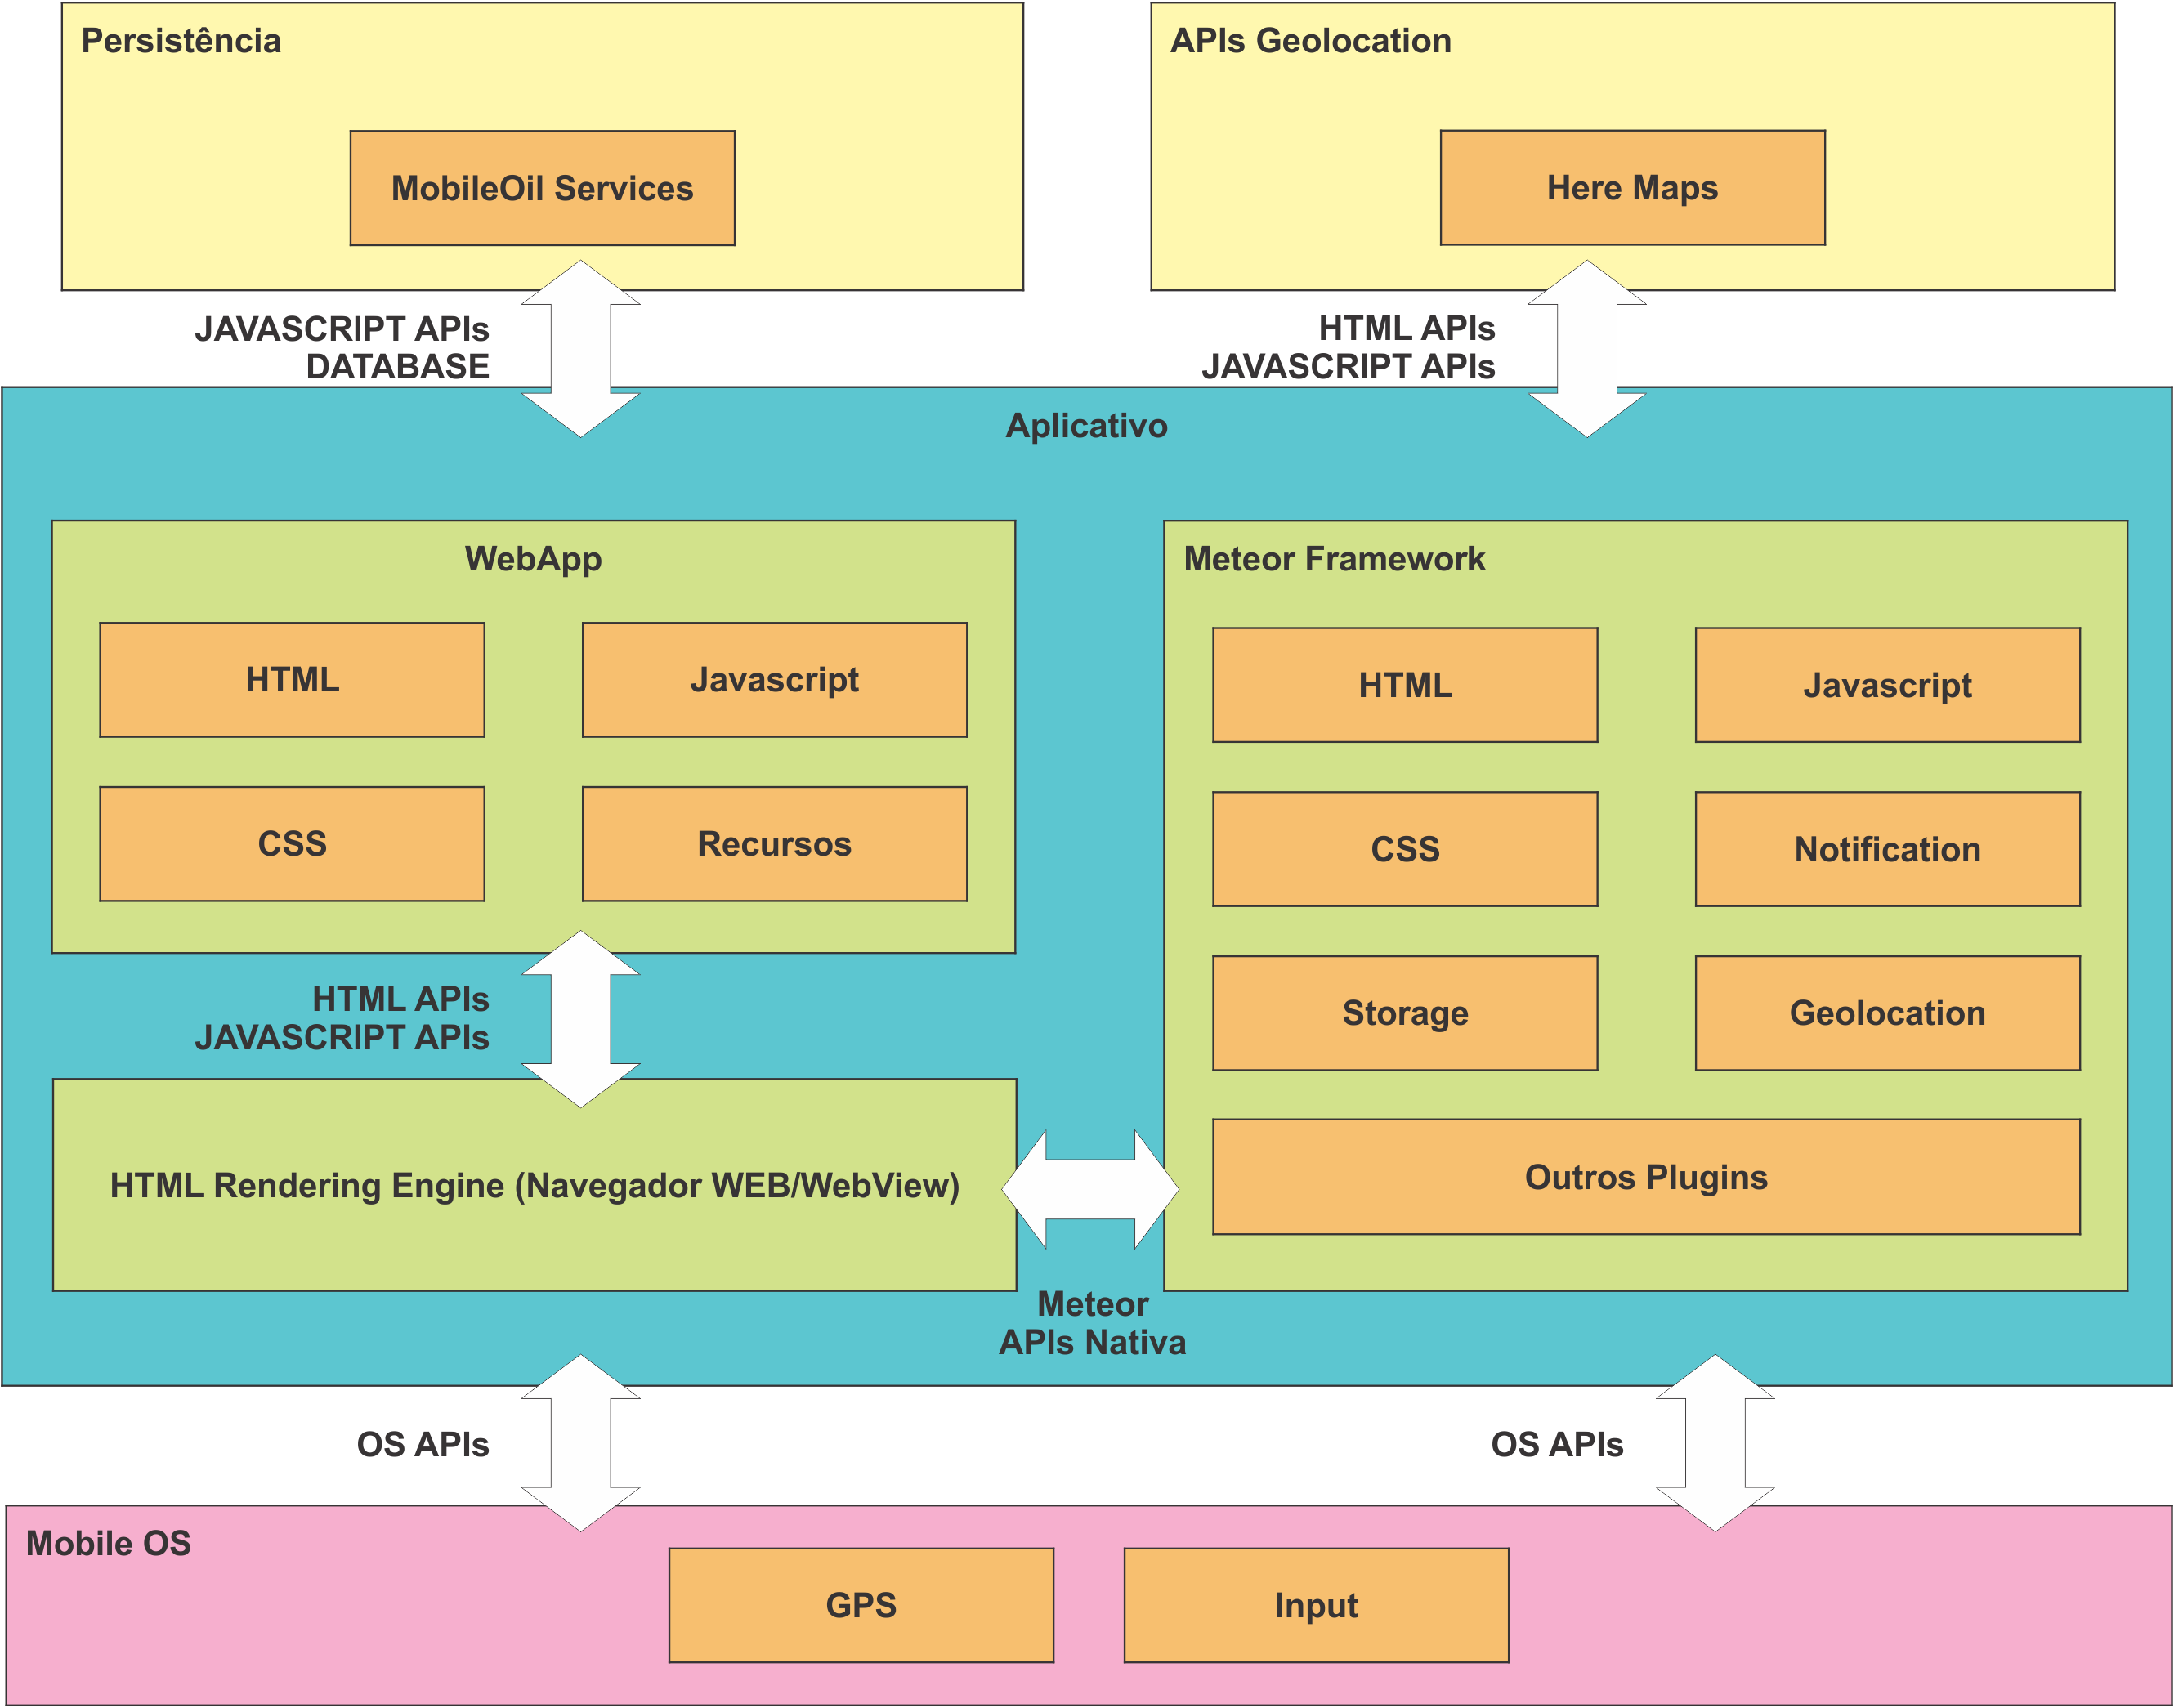 Persistência
MobileOil Services
APIs Geolocation
Here Maps
JAVASCRIPT APIs
DATABASE
HTML APIs
JAVASCRIPT APIs
Aplicativo
WebApp
HTML
Javascript
CSS
Recursos
HTML APIs
JAVASCRIPT APIs
HTML Rendering Engine (Navegador WEB/WebView)
Meteor Framework
HTML
Javascript
CSS
Notification
Storage
Geolocation
Outros Plugins
Meteor
APIs Nativa
OS APIs
OS APIs
Mobile OS
GPS
Input